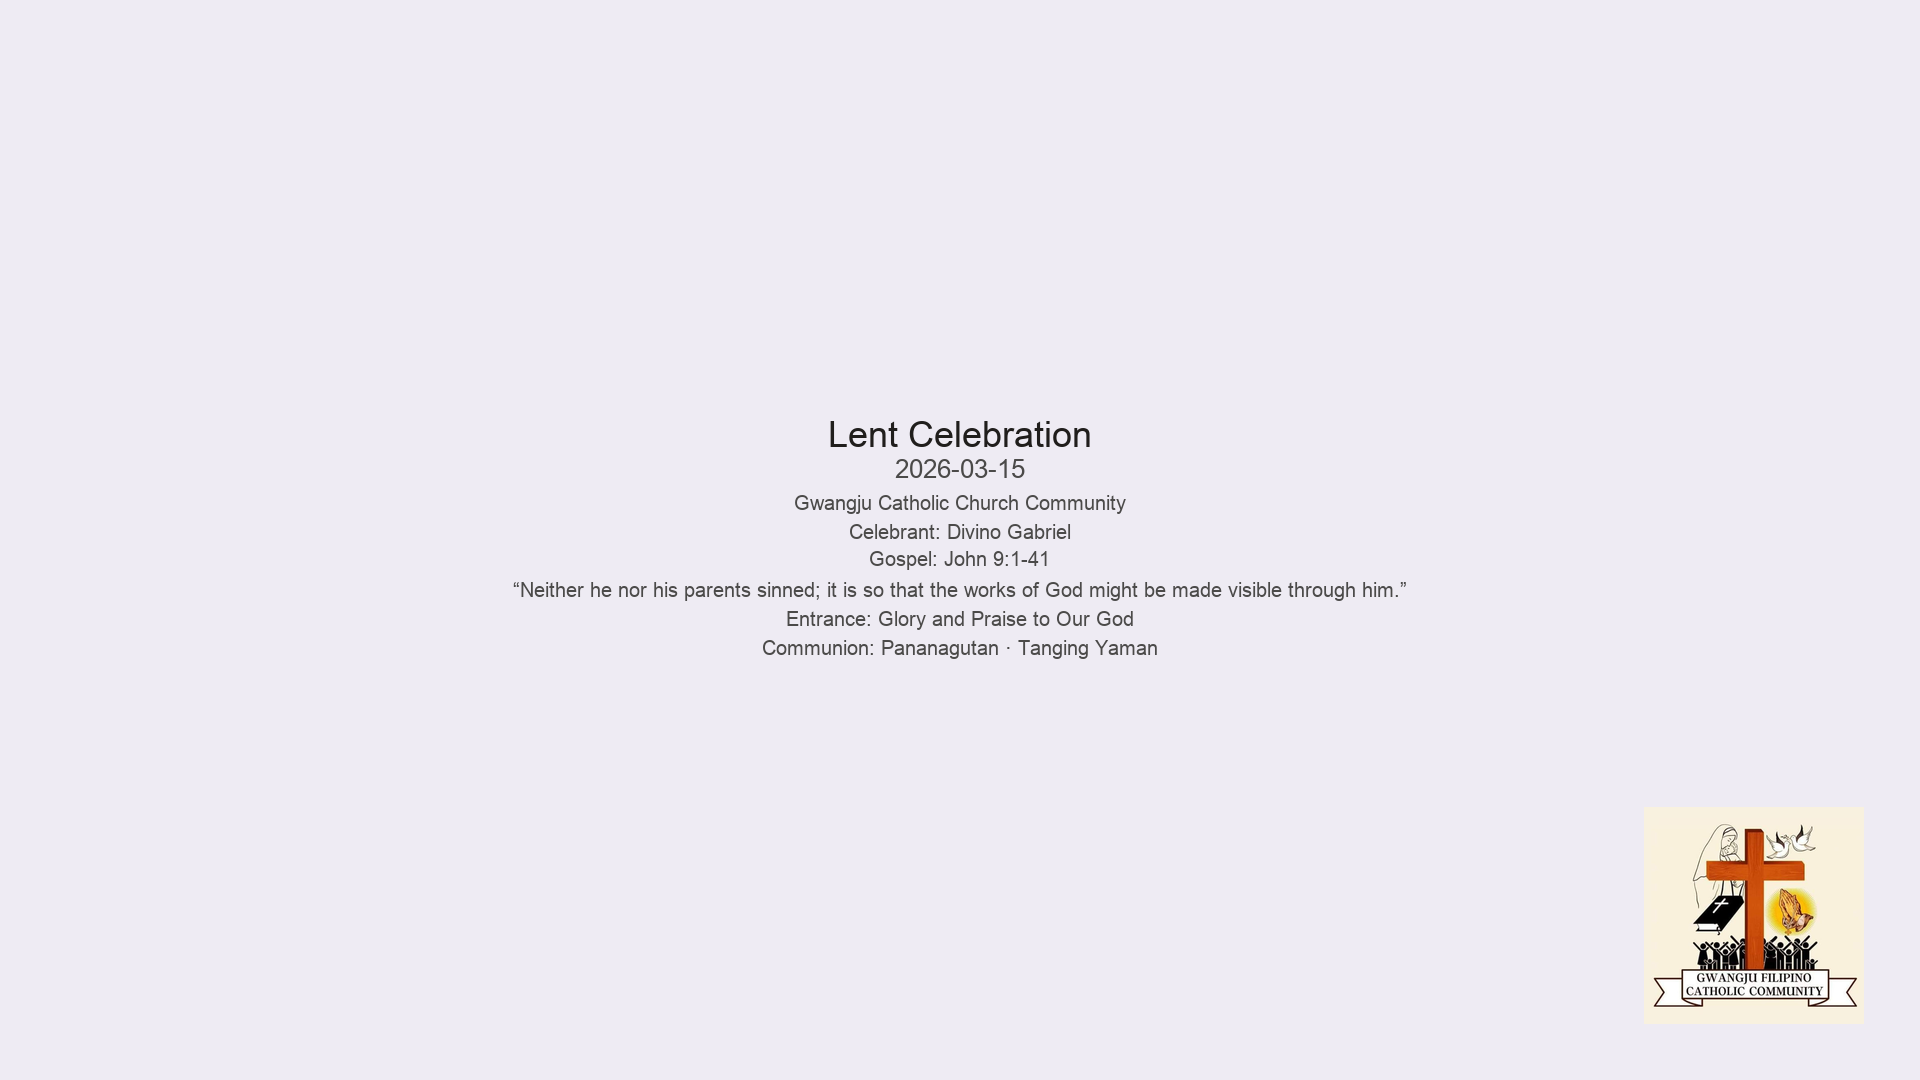 Lent Celebration
2026-03-15
Gwangju Catholic Church Community
Celebrant: Divino Gabriel
Gospel: John 9:1-41
“Neither he nor his parents sinned; it is so that the works of God might be made visible through him.”
Entrance: Glory and Praise to Our God
Communion: Pananagutan · Tanging Yaman
GWANGJU FILIPINO
CATHOLIC COMMUNITY